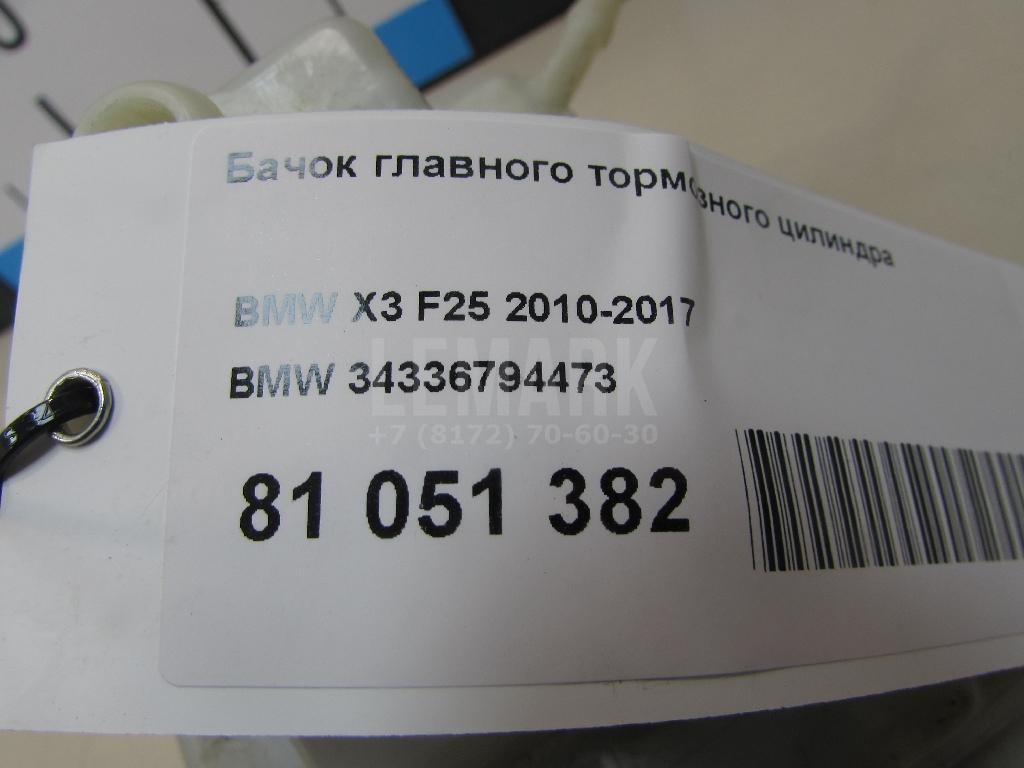 Бачок главного тормозного цилиндра
BMW X3 F25 2010-2017
BMW 34336794473
LEMARK
+7 (8172) 70-60-30
81 051 382